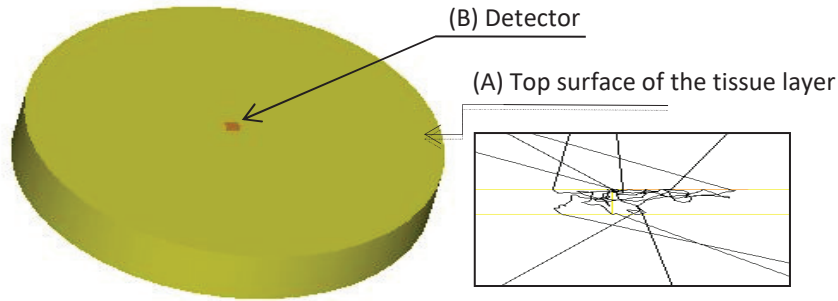 (B) Detector
(A) Top surface of the tissue layer